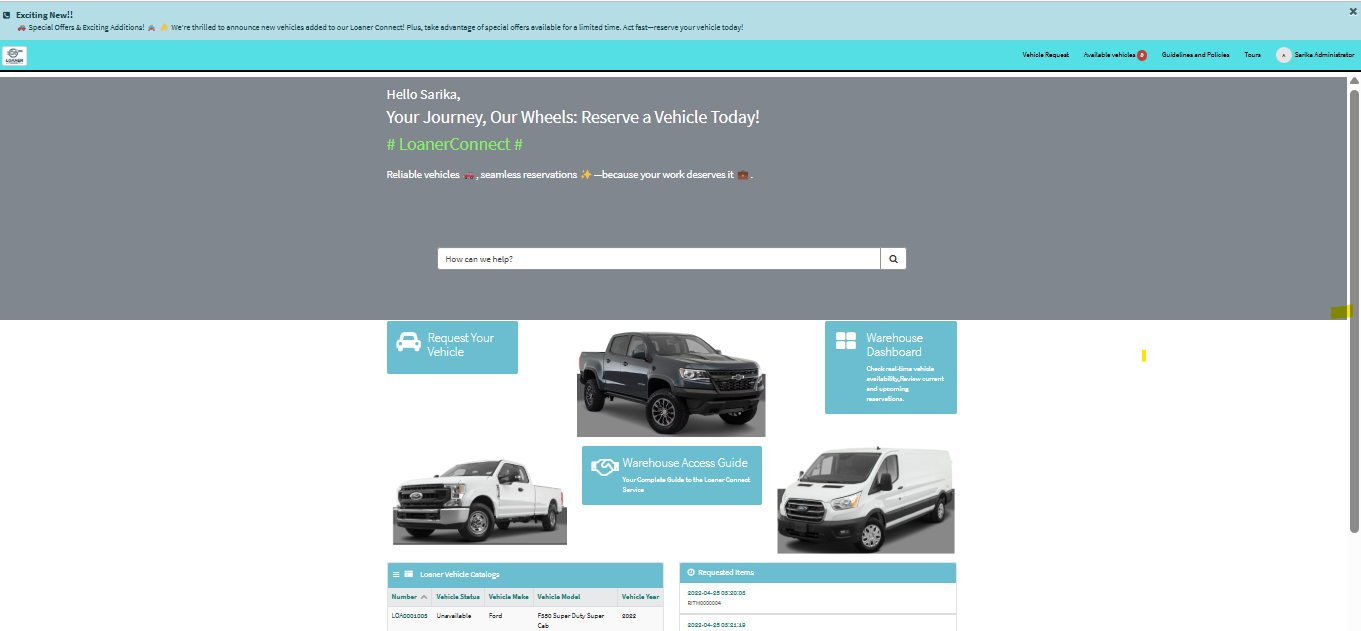 Exciting New!!
Special Offers & Exciting Additions! We're thrilled to announce new vehicles added to our Loaner Connect! Plus, take advantage of special offers available for a limited time. Act fast—reserve your vehicle today!
LOANER
Vehicle Request
Available vehicles
Guidelines and Policies
Tours
A
Sarika Administrator
Hello Sarika,
Your Journey, Our Wheels: Reserve a Vehicle Today!
# LoanerConnect #
Reliable vehicles 🚗, seamless reservations ✨—because your work deserves it 💼.
How can we help?
Request Your
Vehicle
Warehouse
Dashboard
Check real-time vehicle
availability,Review current
and upcoming
reservations.
Warehouse Access Guide
Your Complete Guide to the Loaner Connect
Service
Loaner Vehicle Catalogs
Number Vehicle Status Vehicle Make Vehicle Model Vehicle Year
LOA0001003 Unavailable Ford F350 Super Duty Super 2022
Cab
Requested Items
2022-04-25 03:20:03
RITM0000004
2022-04-25 03:21:19